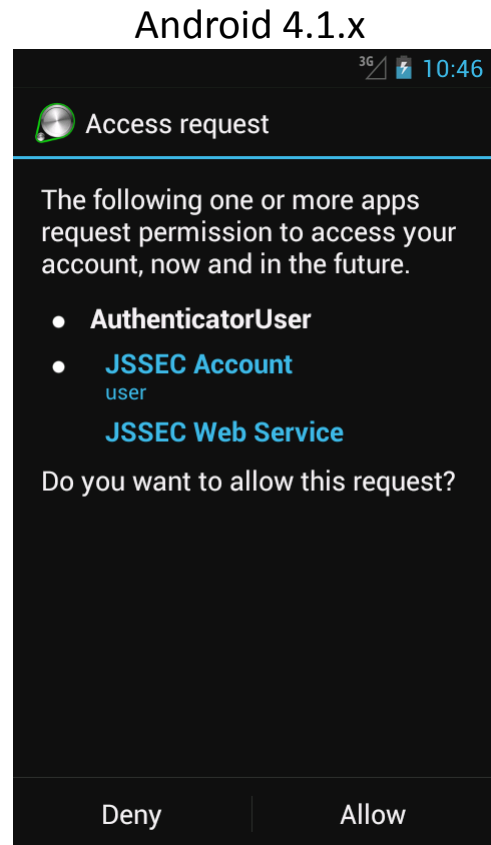 Android 4.1.x
3G 10:46
Access request
The following one or more apps
request permission to access your
account, now and in the future.
● AuthenticatorUser
● JSSEC Account
user
JSSEC Web Service
Do you want to allow this request?
Deny Allow